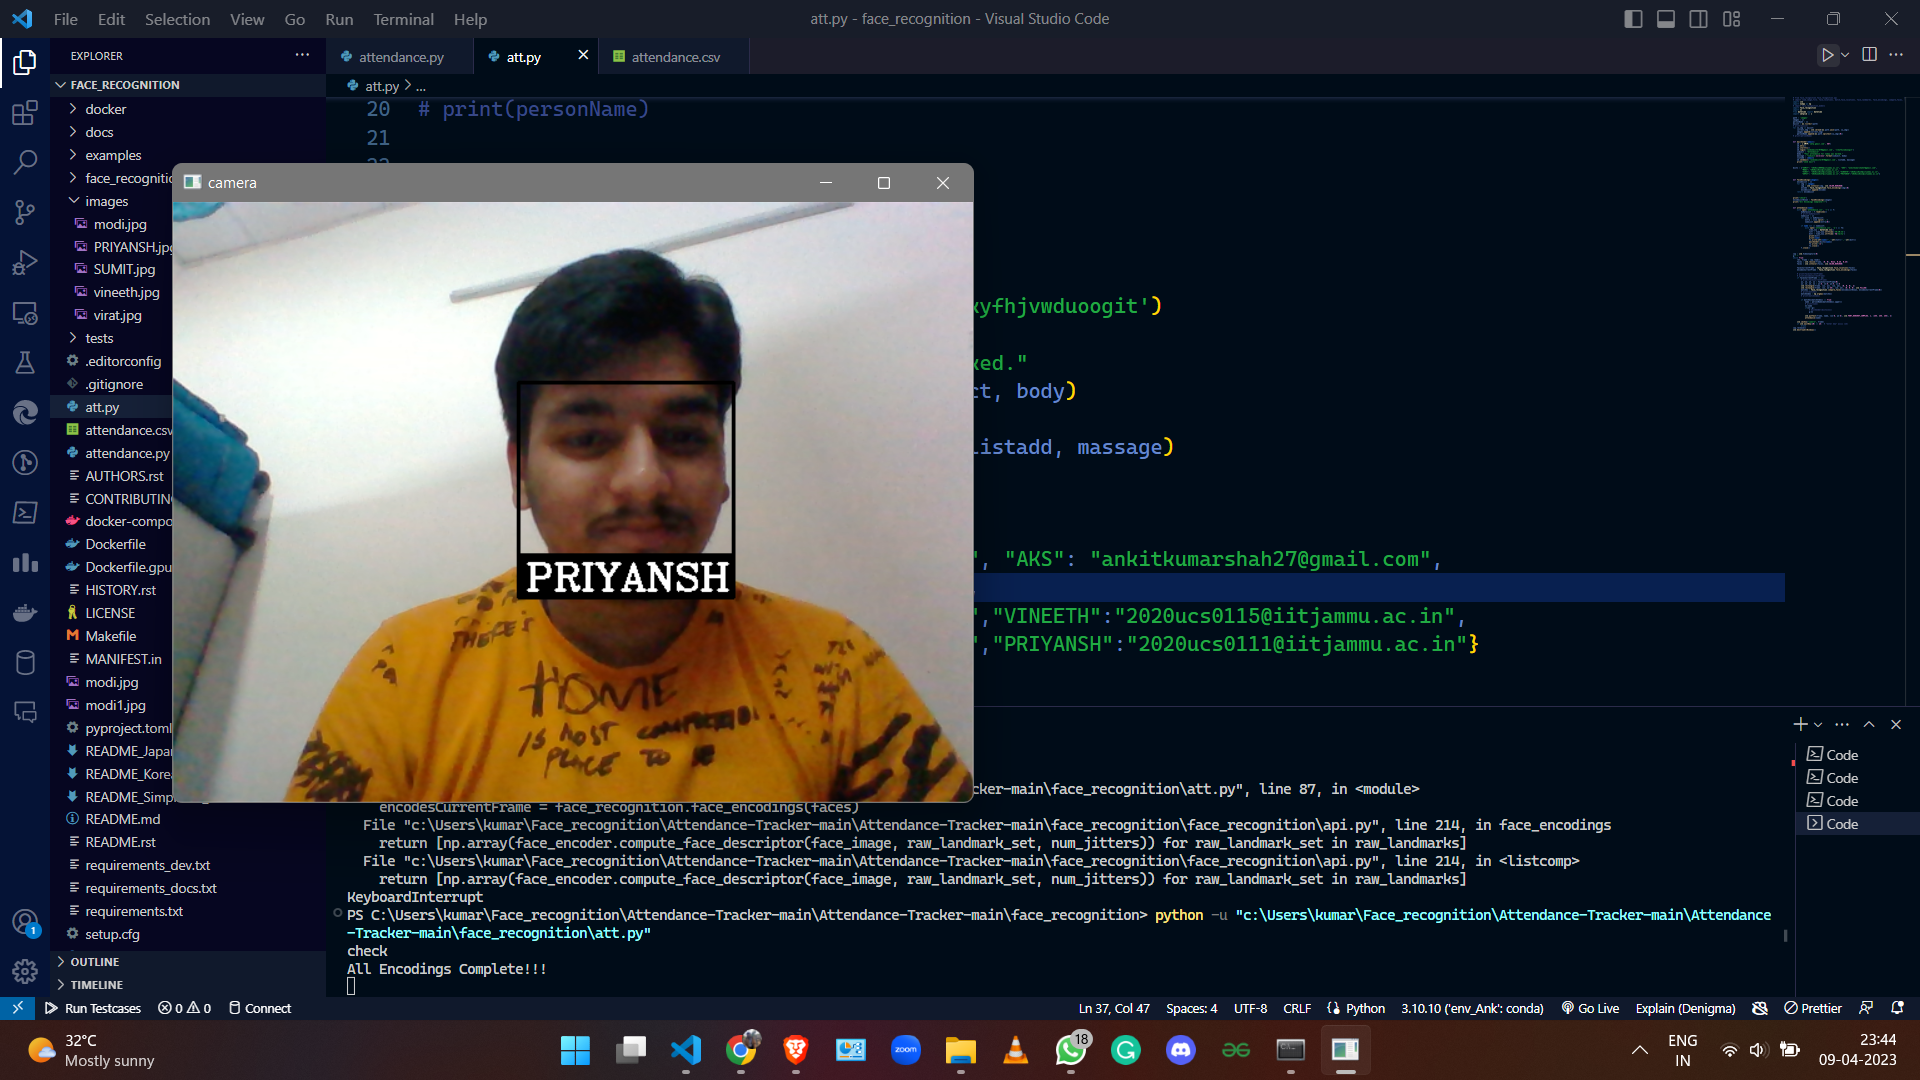 File Edit Selection View Go Run Terminal Help
att.py - face_recognition - Visual Studio Code
EXPLORER
attendance.py
att.py
attendance.csv
FACE_RECOGNITION
att.py > ...
docker
docs
examples
face_recognitic
images
modi.jpg
PRIYANSH.jpg
SUMIT.jpg
vineeth.jpg
virat.jpg
tests
.editorconfig
.gitignore
att.py
attendance.csv
attendance.py
AUTHORS.rst
CONTRIBUTIN
docker-compo
Dockerfile
Dockerfile.gpu
HISTORY.rst
LICENSE
Makefile
MANIFEST.in
modi.jpg
modi1.jpg
pyproject.toml
README_Japa
README_Kore
README_Simp
README.md
README.rst
requirements_dev.txt
requirements_docs.txt
requirements.txt
setup.cfg
OUTLINE
TIMELINE
20 # print(personName)
21
camera
PRIYANSH
THERE'S
HOME
IS MOST
PLACE TO BE
xyfhjvwduoogit')
xed."
ct, body)
listadd, massage)
", "AKS": "ankitkumarshah27@gmail.com",
","VINEETH":"2020ucs0115@iitjammu.ac.in",
","PRIYANSH":"2020ucs0111@iitjammu.ac.in"}
Code
Code
Code
Code
cker-main\face_recognition\att.py", line 87, in <module>
encodesCurrentFrame = face_recognition.face_encodings(faces)
File "c:\Users\kumar\Face_recognition\Attendance-Tracker-main\Attendance-Tracker-main\face_recognition\face_recognition\api.py", line 214, in face_encodings
return [np.array(face_encoder.compute_face_descriptor(face_image, raw_landmark_set, num_jitters)) for raw_landmark_set in raw_landmarks]
File "c:\Users\kumar\Face_recognition\Attendance-Tracker-main\Attendance-Tracker-main\face_recognition\face_recognition\api.py", line 214, in <listcomp>
return [np.array(face_encoder.compute_face_descriptor(face_image, raw_landmark_set, num_jitters)) for raw_landmark_set in raw_landmarks]
KeyboardInterrupt
PS C:\Users\kumar\Face_recognition\Attendance-Tracker-main\Attendance-Tracker-main\face_recognition> python -u "c:\Users\kumar\Face_recognition\Attendance-Tracker-main\Attendance
-Tracker-main\face_recognition\att.py"
check
All Encodings Complete!!!
1
Run Testcases 0 0 Connect
Ln 37, Col 47 Spaces: 4 UTF-8 CRLF Python 3.10.10 ('env_Ank': conda) Go Live Explain (Denigma) Prettier
32°C
Mostly sunny
zoom
18
ENG
IN
23:44
09-04-2023